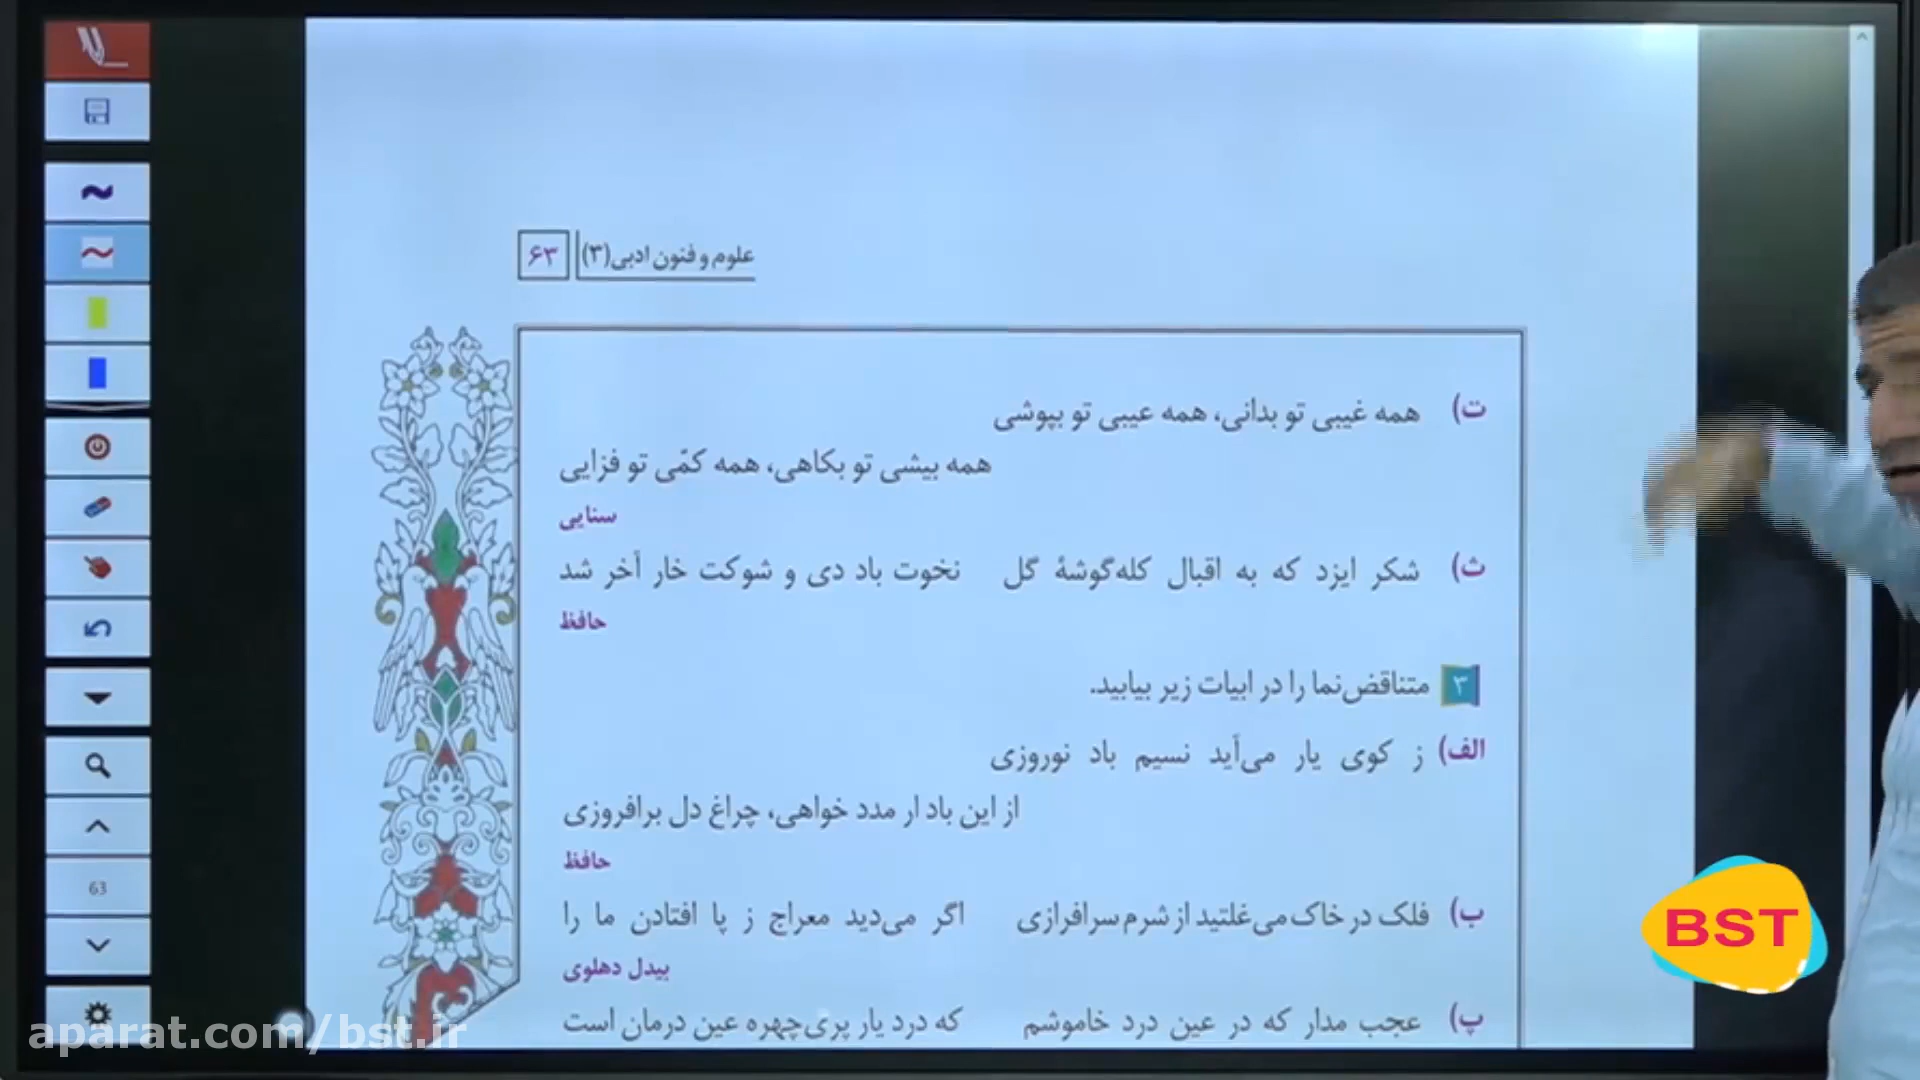 علوم و فنون ادبی(۳) ۶۳
ت) همه غیبی تو بدانی، همه عیبی تو بپوشی
همه بیشی تو بکاهی، همه کمّی تو فزایی
سنایی
ث) شکر ایزد که به اقبال کله‌گوشهٔ گل نخوت باد دی و شوکت خار آخر شد
حافظ
۳ متناقض‌نما را در ابیات زیر بیابید.
الف) ز کوی یار می‌آید نسیم باد نوروزی
از این باد ار مدد خواهی، چراغ دل برافروزی
حافظ
ب) فلک در خاک می‌غلتید از شرم سرافرازی اگر می‌دید معراج ز پا افتادن ما را
بیدل دهلوی
پ) عجب مدار که در عین درد خاموشم که درد یار پری‌چهره عین درمان است
63
BST
aparat.com/bst.ir